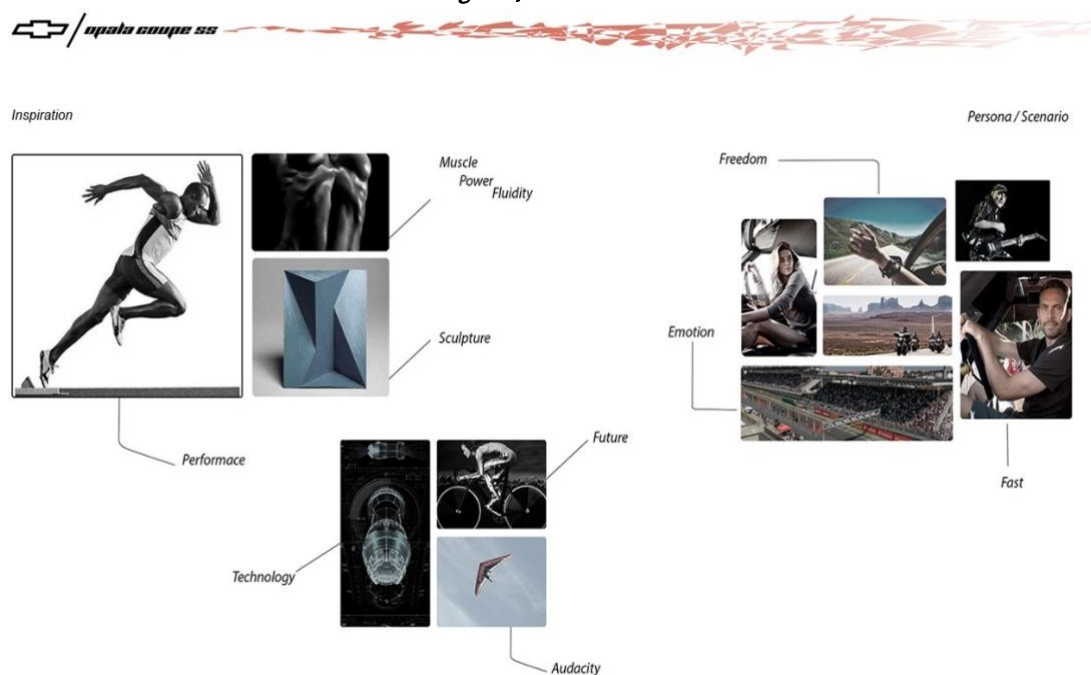 opala coupe ss
Inspiration
Persona / Scenario
Muscle
Power
Fluidity
Freedom
Sculpture
Emotion
Performace
Future
Fast
Technology
Audacity